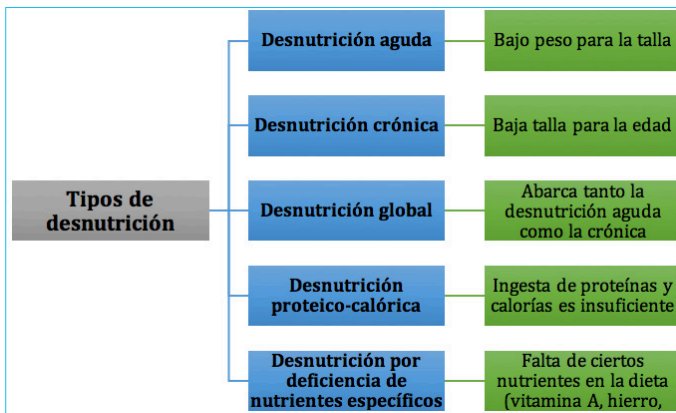 Tipos de
desnutrición
Desnutrición aguda
Bajo peso para la talla
Desnutrición crónica
Baja talla para la edad
Desnutrición global
Abarca tanto la
desnutrición aguda
como la crónica
Desnutrición
proteico-calórica
Ingesta de proteínas y
calorías es insuficiente
Desnutrición por
deficiencia de
nutrientes específicos
Falta de ciertos
nutrientes en la dieta
(vitamina A, hierro,